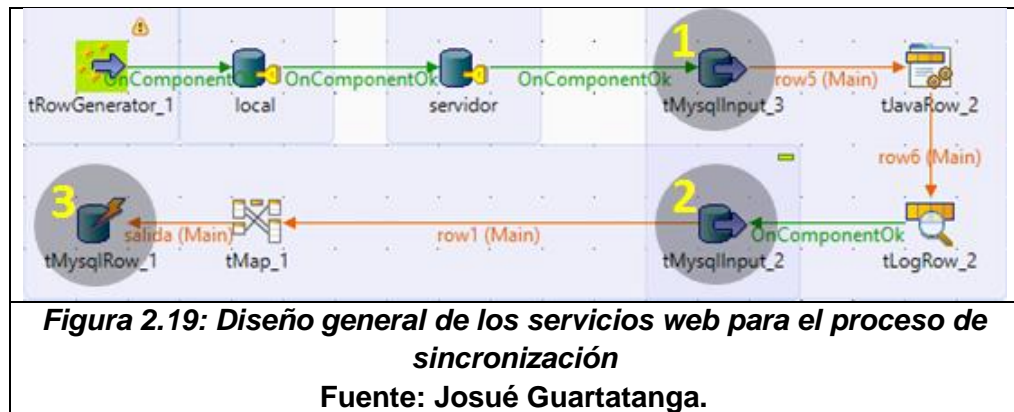 OnComponentOk
OnComponentOk
OnComponentOk
1
row5 (Main)
tRowGenerator_1
local
servidor
tMysqlInput_3
tJavaRow_2
row6 (Main)
3
salida (Main)
row1 (Main)
2
OnComponentOk
tMysqlRow_1
tMap_1
tMysqlInput_2
tLogRow_2
Figura 2.19: Diseño general de los servicios web para el proceso de
sincronización
Fuente: Josué Guartatanga.